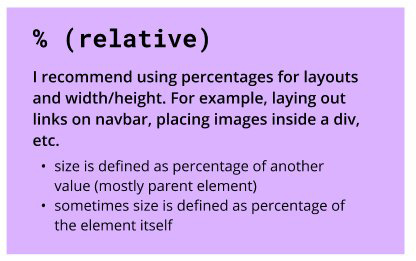 % (relative)
I recommend using percentages for layouts
and width/height. For example, laying out
links on navbar, placing images inside a div,
etc.
• size is defined as percentage of another
value (mostly parent element)
• sometimes size is defined as percentage of
the element itself